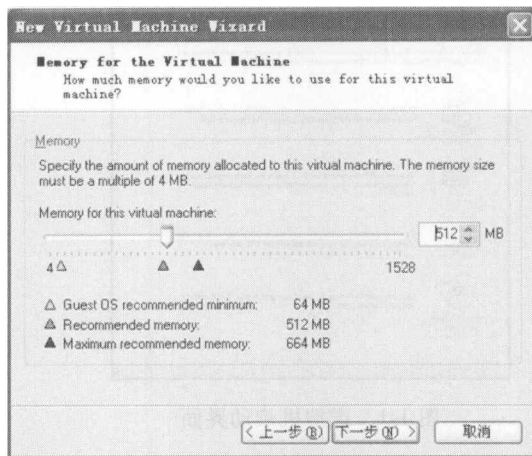 New Virtual Machine Wizard
Memory for the Virtual Machine
How much memory would you like to use for this virtual
machine?
Memory
Specify the amount of memory allocated to this virtual machine. The memory size
must be a multiple of 4 MB.
Memory for this virtual machine:
512 MB
4 1528
Guest OS recommended minimum: 64 MB
Recommended memory: 512 MB
Maximum recommended memory: 664 MB
< 上一步(B) 下一步(N) > 取消